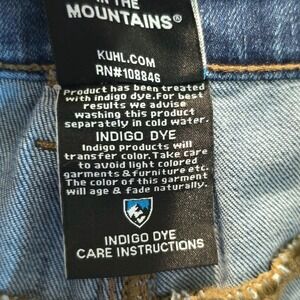 IN THE
MOUNTAINS®
KUHL.COM
RN#108846
Product has been treated
with indigo dye.For best
results we advise
washing this product
separately in cold water.
INDIGO DYE
Indigo products will
transfer color. Take care
to avoid light colored
garments & furniture etc.
The color of this garment
will age & fade naturally.
INDIGO DYE
CARE INSTRUCTIONS